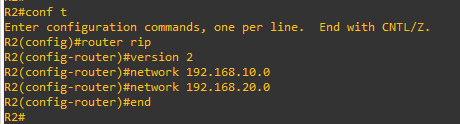 R2#conf t
Enter configuration commands, one per line.  End with CNTL/Z.
R2(config)#router rip
R2(config-router)#version 2
R2(config-router)#network 192.168.10.0
R2(config-router)#network 192.168.20.0
R2(config-router)#end
R2#